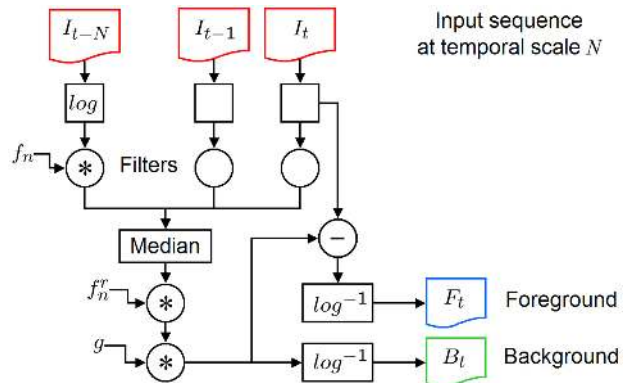 I_{t-N} I_{t-1} I_t Input sequence
at temporal scale N
log
f_n * Filters
Median
−
f_n^r *
log^{-1} F_t Foreground
g * log^{-1} B_t Background